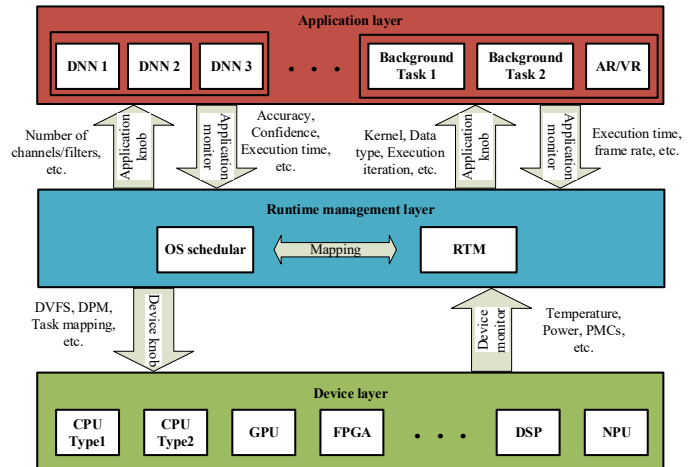 Application layer
DNN 1
DNN 2
DNN 3
. . .
Background
Task 1
Background
Task 2
AR/VR
Number of
channels/filters,
etc.
Application
knob
Application
monitor
Accuracy,
Confidence,
Execution time,
etc.
Kernel, Data
type, Execution
iteration, etc.
Application
knob
Application
monitor
Execution time,
frame rate, etc.
Runtime management layer
OS schedular
Mapping
RTM
DVFS, DPM,
Task mapping,
etc.
Device knob
Device
monitor
Temperature,
Power, PMCs,
etc.
Device layer
CPU
Type1
CPU
Type2
GPU
FPGA
. . .
DSP
NPU